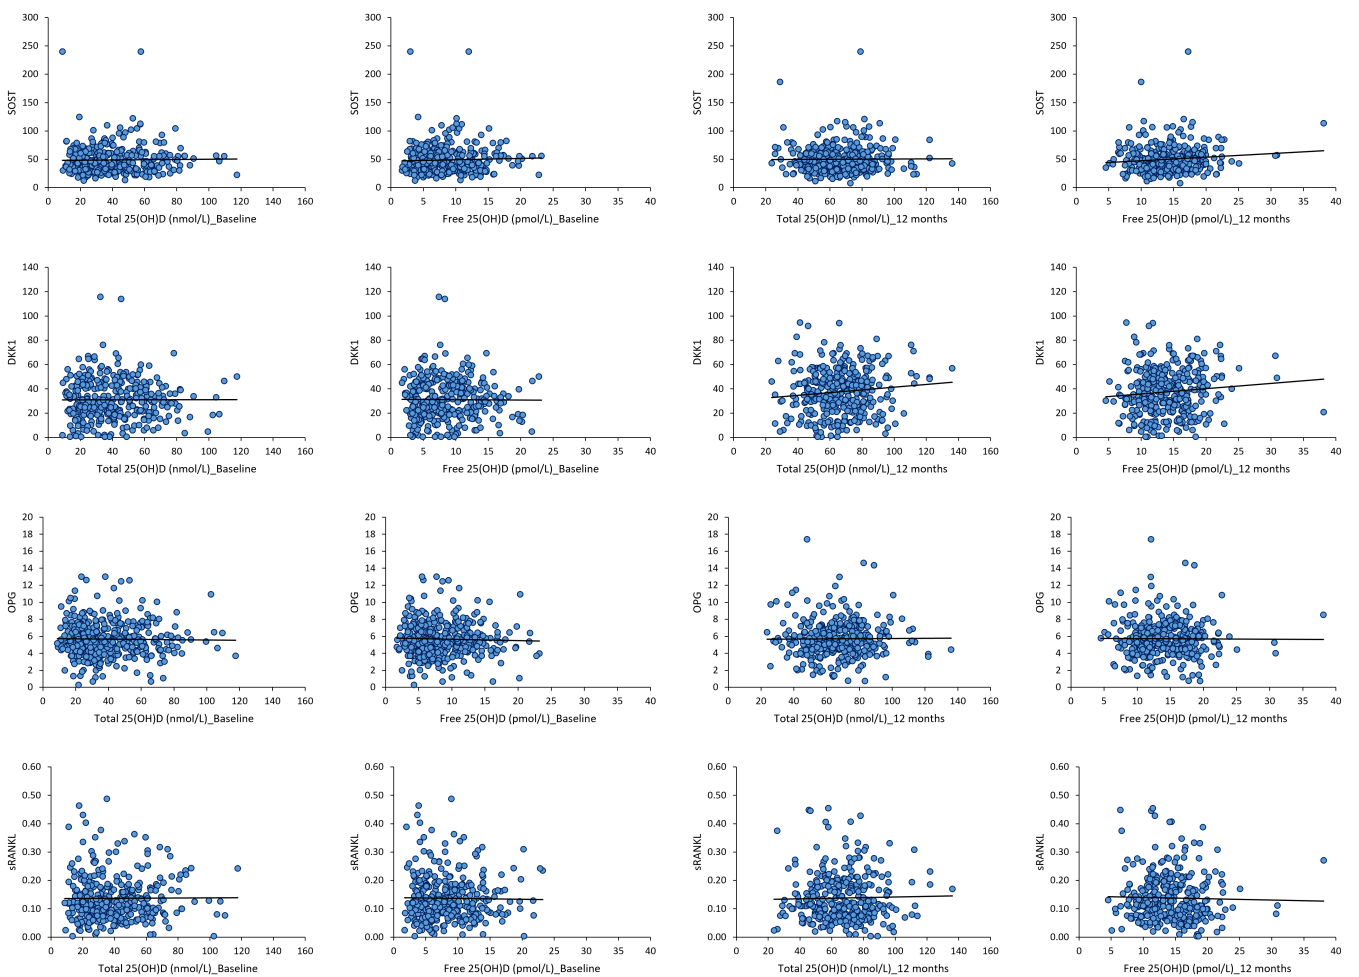 300 300 300 300
250 250 250 250
200 200 200 200
SOST 150 SOST 150 SOST 150 SOST 150
100 100 100 100
50 50 50 50
0 0 0 0
0 20 40 60 80 100 120 140 160 0 5 10 15 20 25 30 35 40 0 20 40 60 80 100 120 140 160 0 5 10 15 20 25 30 35 40
Total 25(OH)D (nmol/L)_Baseline Free 25(OH)D (pmol/L)_Baseline Total 25(OH)D (nmol/L)_12 months Free 25(OH)D (pmol/L)_12 months
140 140 140 140
120 120 120 120
100 100 100 100
80 80 80 80
DKK1 60 DKK1 60 DKK1 60 DKK1 60
40 40 40 40
20 20 20 20
0 0 0 0
0 20 40 60 80 100 120 140 160 0 5 10 15 20 25 30 35 40 0 20 40 60 80 100 120 140 160 0 5 10 15 20 25 30 35 40
Total 25(OH)D (nmol/L)_Baseline Free 25(OH)D (pmol/L)_Baseline Total 25(OH)D (nmol/L)_12 months Free 25(OH)D (pmol/L)_12 months
20 20 20 20
18 18 18 18
16 16 16 16
14 14 14 14
12 12 12 12
OPG 10 OPG 10 OPG 10 OPG 10
8 8 8 8
6 6 6 6
4 4 4 4
2 2 2 2
0 0 0 0
0 20 40 60 80 100 120 140 160 0 5 10 15 20 25 30 35 40 0 20 40 60 80 100 120 140 160 0 5 10 15 20 25 30 35 40
Total 25(OH)D (nmol/L)_Baseline Free 25(OH)D (pmol/L)_Baseline Total 25(OH)D (nmol/L)_12 months Free 25(OH)D (pmol/L)_12 months
0.60 0.60 0.60 0.60
0.50 0.50 0.50 0.50
0.40 0.40 0.40 0.40
sRANKL 0.30 sRANKL 0.30 sRANKL 0.30 sRANKL 0.30
0.20 0.20 0.20 0.20
0.10 0.10 0.10 0.10
0.00 0.00 0.00 0.00
0 20 40 60 80 100 120 140 160 0 5 10 15 20 25 30 35 40 0 20 40 60 80 100 120 140 160 0 5 10 15 20 25 30 35 40
Total 25(OH)D (nmol/L)_Baseline Free 25(OH)D (pmol/L)_Baseline Total 25(OH)D (nmol/L)_12 months Free 25(OH)D (pmol/L)_12 months